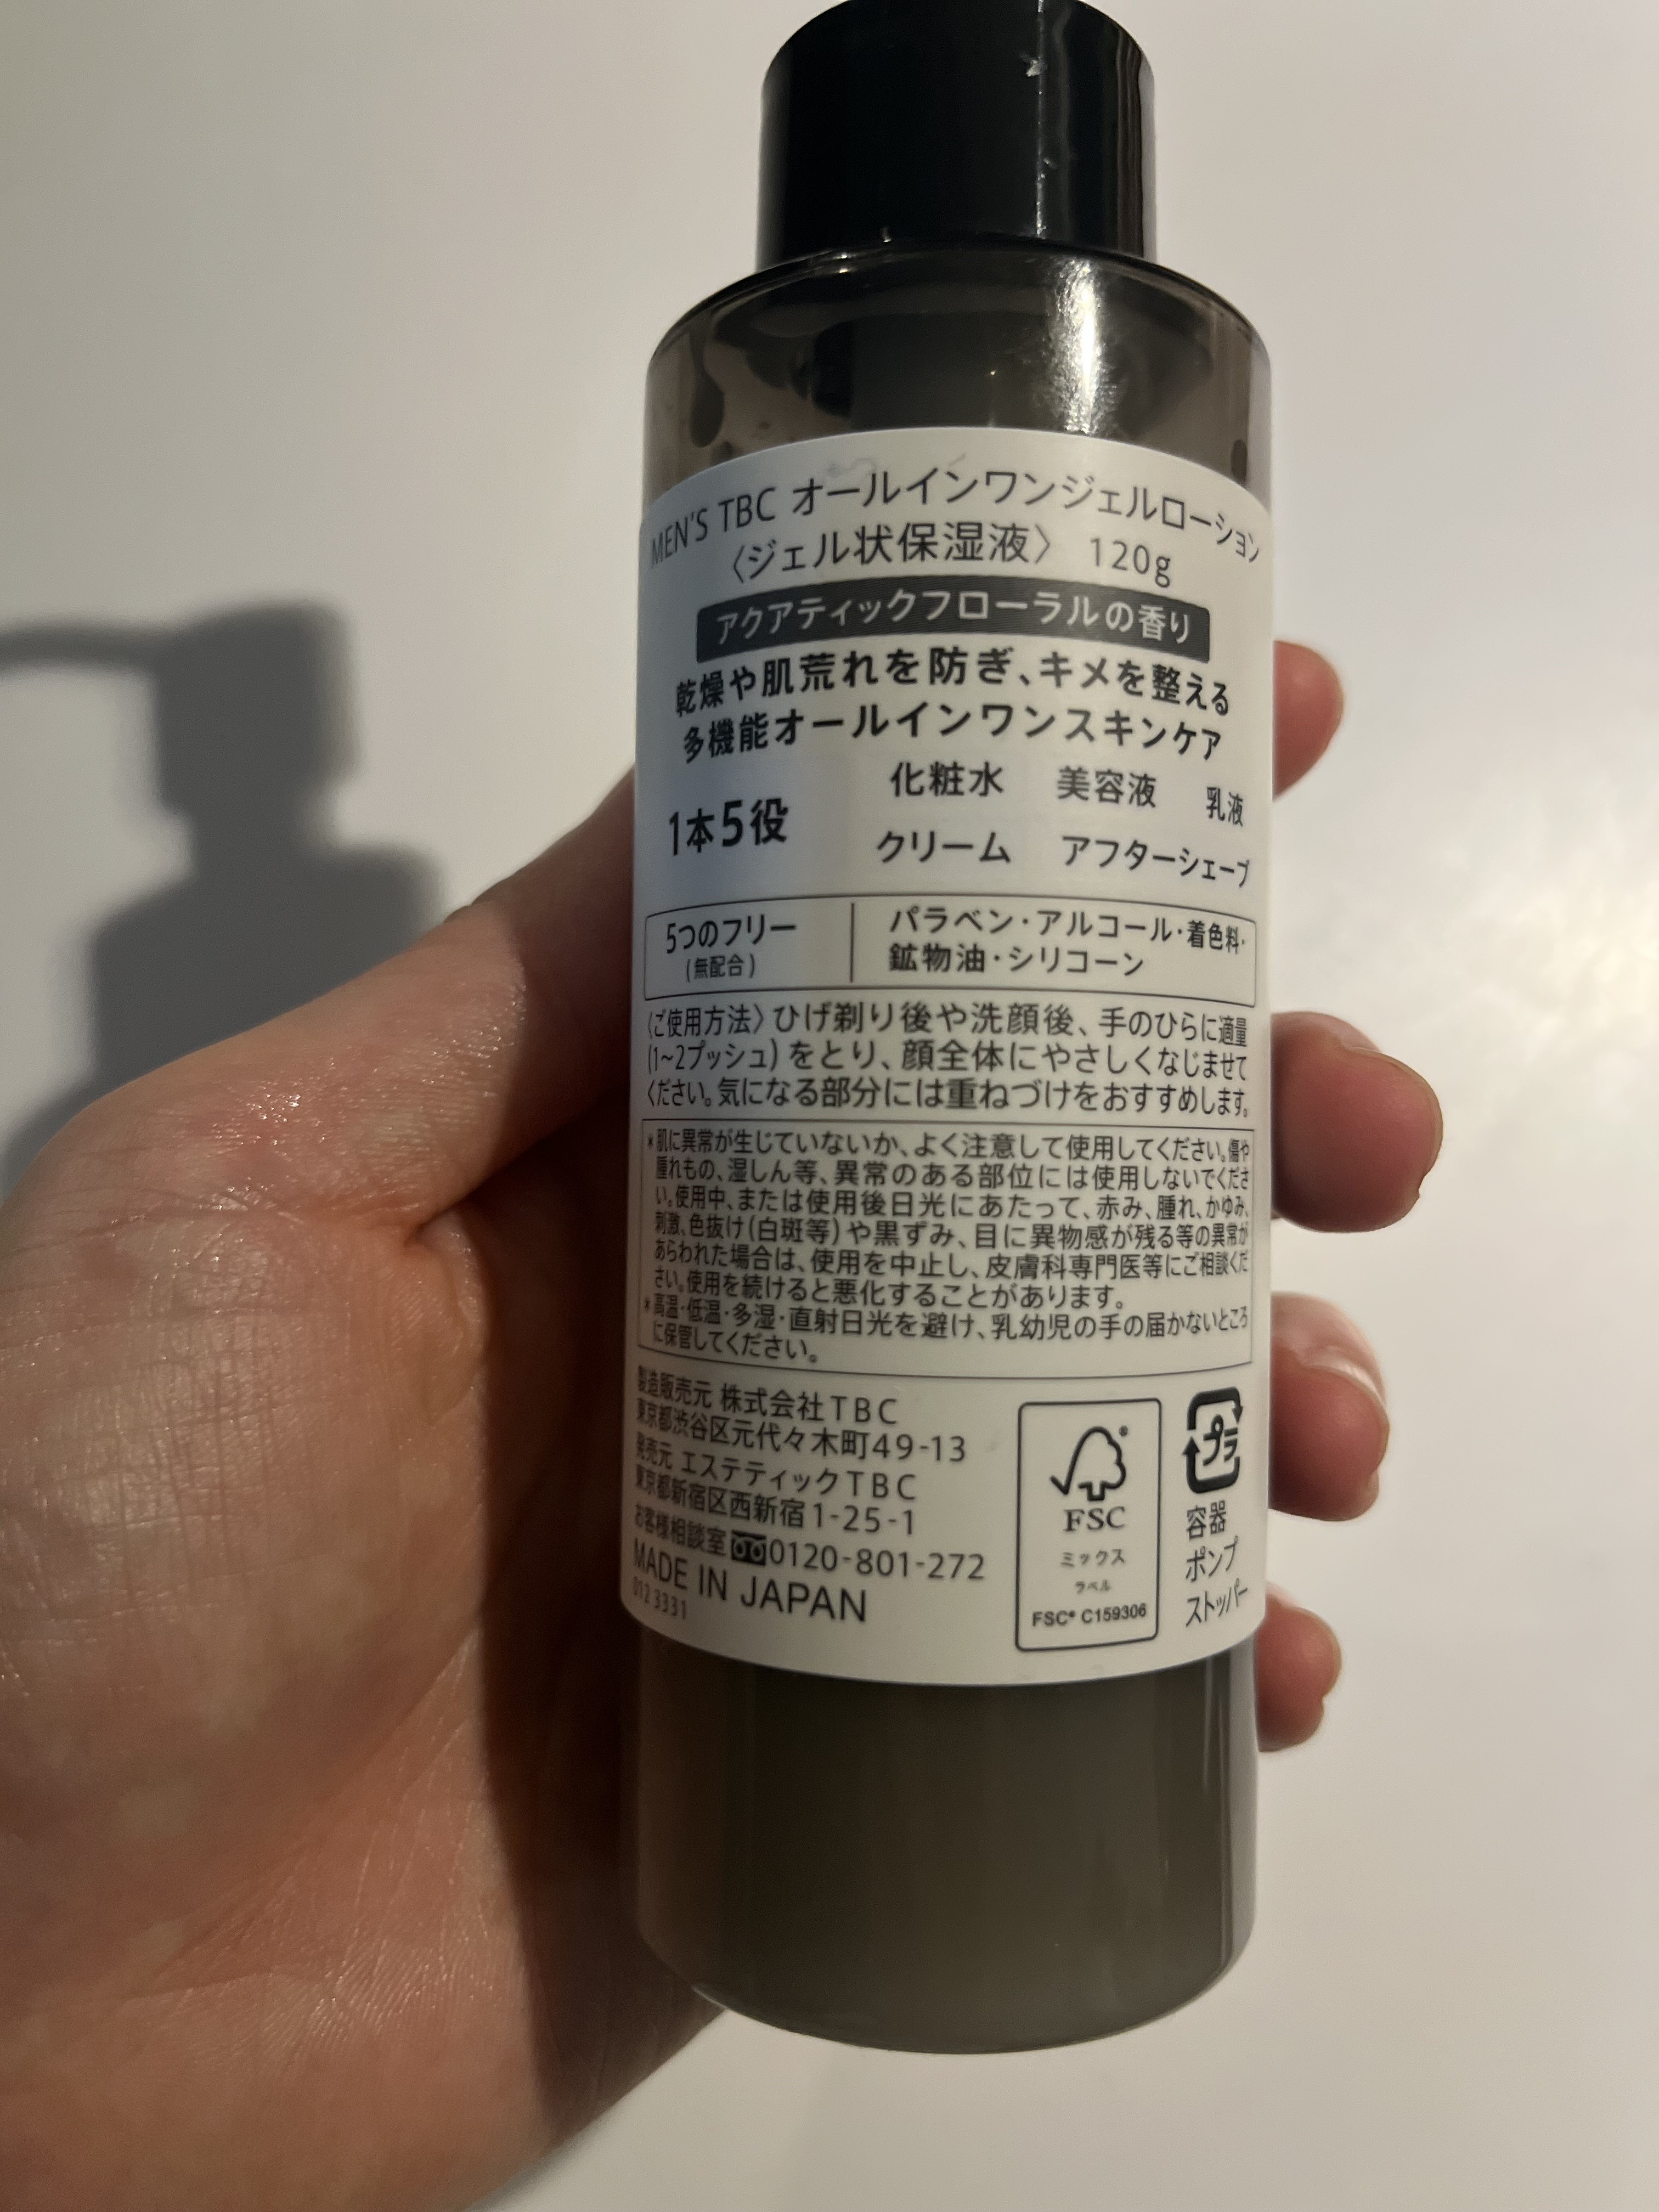 MEN'S TBC オールインワンジェルローション
〈ジェル状保湿液〉 120g
アクアティックフローラルの香り
乾燥や肌荒れを防ぎ、キメを整える
多機能オールインワンスキンケア
1本5役
化粧水 美容液 乳液
クリーム アフターシェーブ
5つのフリー
(無配合)
パラベン・アルコール・着色料・
鉱物油・シリコーン
〈ご使用方法〉ひげ剃り後や洗顔後、手のひらに適量
(1~2プッシュ)をとり、顔全体にやさしくなじませて
ください。気になる部分には重ねづけをおすすめします。
*肌に異常が生じていないか、よく注意して使用してください。傷や
腫れもの、湿しん等、異常のある部位には使用しないでくださ
い。使用中、または使用後日光にあたって、赤み、腫れ、かゆみ、
刺激、色抜け(白斑等)や黒ずみ、目に異物感が残る等の異常が
あらわれた場合は、使用を中止し、皮膚科専門医等にご相談くだ
さい。使用を続けると悪化することがあります。
*高温・低温・多湿・直射日光を避け、乳幼児の手の届かないところ
に保管してください。
製造販売元 株式会社TBC
東京都渋谷区元代々木町49-13
発売元 エステティックTBC
東京都新宿区西新宿1-25-1
お客様相談室 0120-801-272
MADE IN JAPAN
012 3331
FSC
ミックス
ラベル
FSC® C159306
プラ
容器
ポンプ
ストッパー